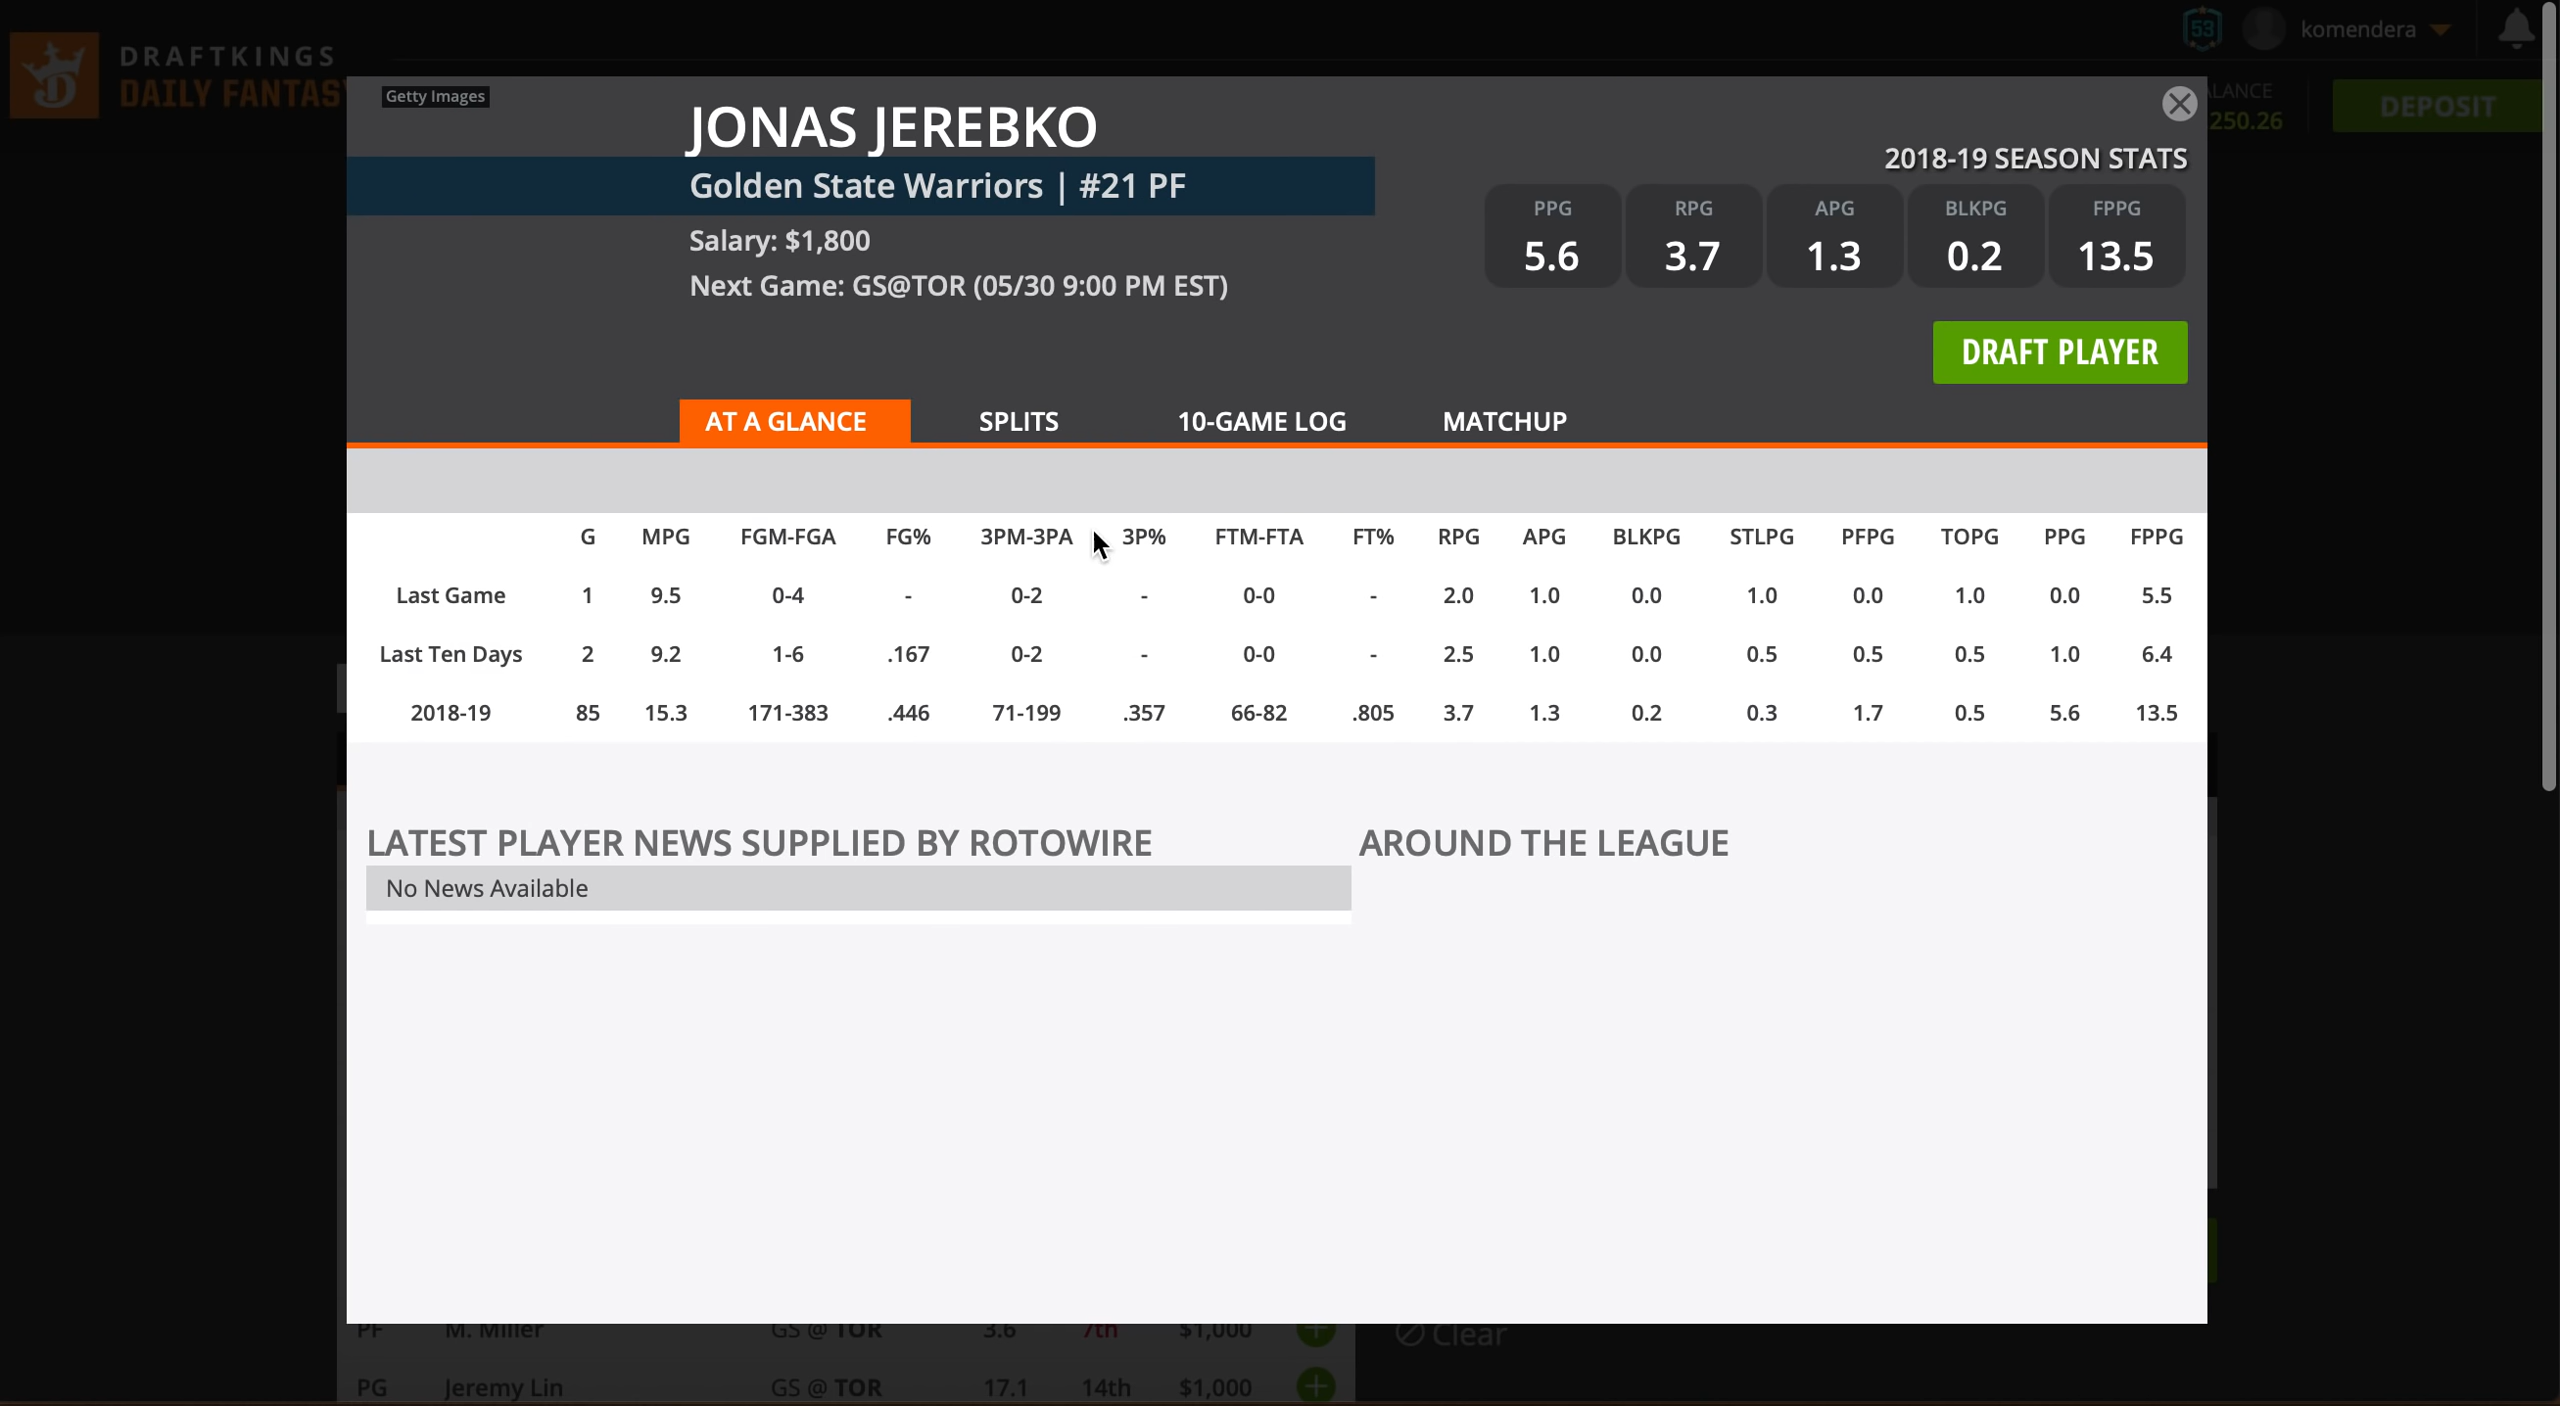 53
komendera
DRAFTKINGS
DAILY FANTAS
LANCE
250.26
DEPOSIT
Getty Images
JONAS JEREBKO
Golden State Warriors | #21 PF
Salary: $1,800
Next Game: GS@TOR (05/30 9:00 PM EST)
2018-19 SEASON STATS
PPG RPG APG BLKPG FPPG
5.6 3.7 1.3 0.2 13.5
DRAFT PLAYER
AT A GLANCE SPLITS 10-GAME LOG MATCHUP
G MPG FGM-FGA FG% 3PM-3PA 3P% FTM-FTA FT% RPG APG BLKPG STLPG PFPG TOPG PPG FPPG
Last Game 1 9.5 0-4 - 0-2 - 0-0 - 2.0 1.0 0.0 1.0 0.0 1.0 0.0 5.5
Last Ten Days 2 9.2 1-6 .167 0-2 - 0-0 - 2.5 1.0 0.0 0.5 0.5 0.5 1.0 6.4
2018-19 85 15.3 171-383 .446 71-199 .357 66-82 .805 3.7 1.3 0.2 0.3 1.7 0.5 5.6 13.5
LATEST PLAYER NEWS SUPPLIED BY ROTOWIRE
No News Available
AROUND THE LEAGUE
PF M. Miller GS @ TOR 3.6 7th $1,000
Clear
PG Jeremy Lin GS @ TOR 17.1 14th $1,000